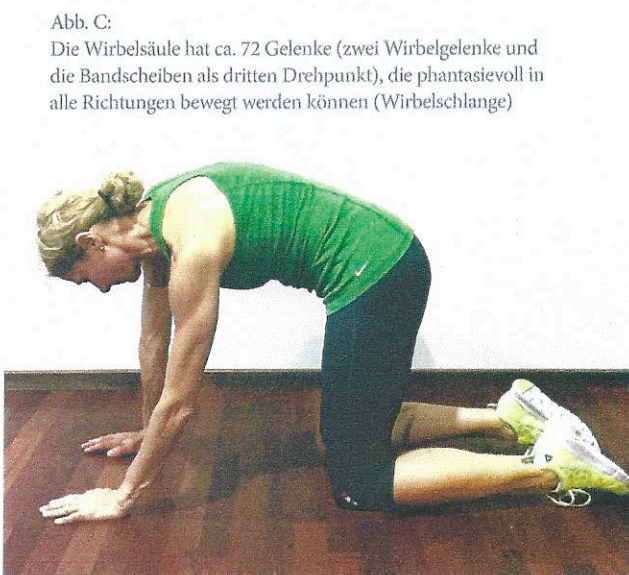 Abb. C:
Die Wirbelsäule hat ca. 72 Gelenke (zwei Wirbelgelenke und
die Bandscheiben als dritten Drehpunkt), die phantasievoll in
alle Richtungen bewegt werden können (Wirbelschlange)